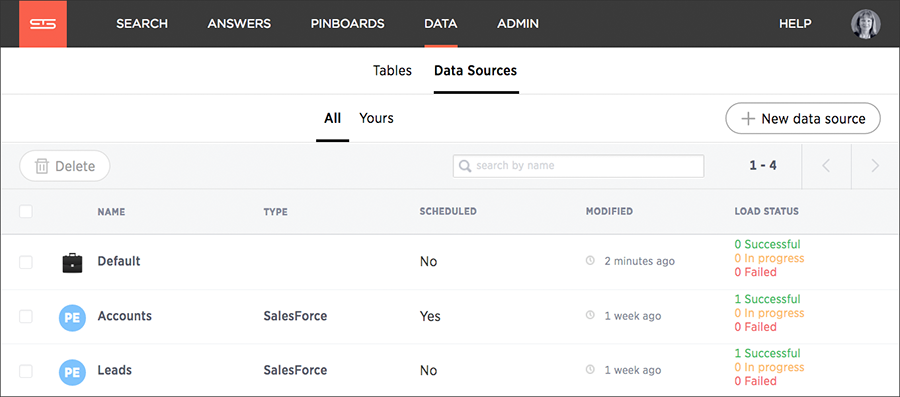 SEARCH ANSWERS PINBOARDS DATA ADMIN HELP
Tables Data Sources
All Yours + New data source
Delete search by name 1 - 4
NAME TYPE SCHEDULED MODIFIED LOAD STATUS
Default No 2 minutes ago
0 Successful
0 In progress
0 Failed
PE Accounts SalesForce Yes 1 week ago
1 Successful
0 In progress
0 Failed
PE Leads SalesForce No 1 week ago
1 Successful
0 In progress
0 Failed